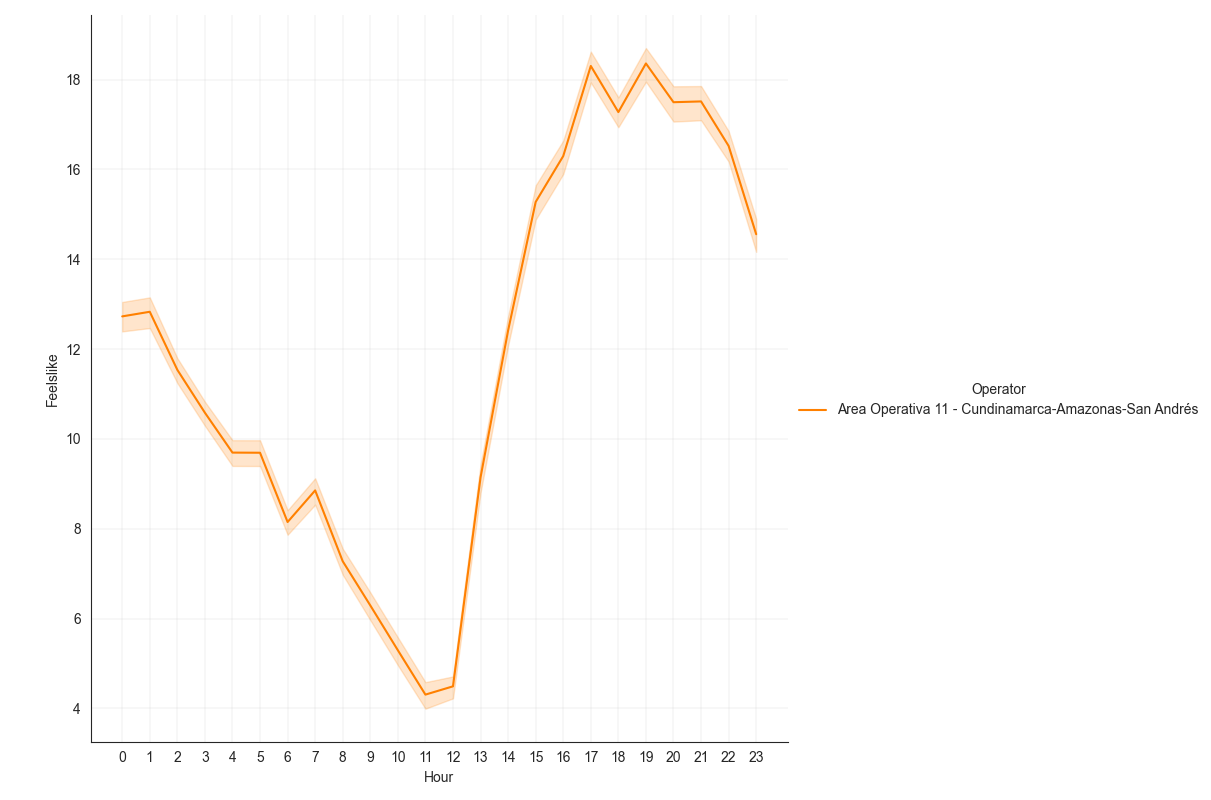 18
16
14
12
10
8
6
4
Feelslike
0 1 2 3 4 5 6 7 8 9 10 11 12 13 14 15 16 17 18 19 20 21 22 23
Hour
Operator
Area Operativa 11 - Cundinamarca-Amazonas-San Andrés